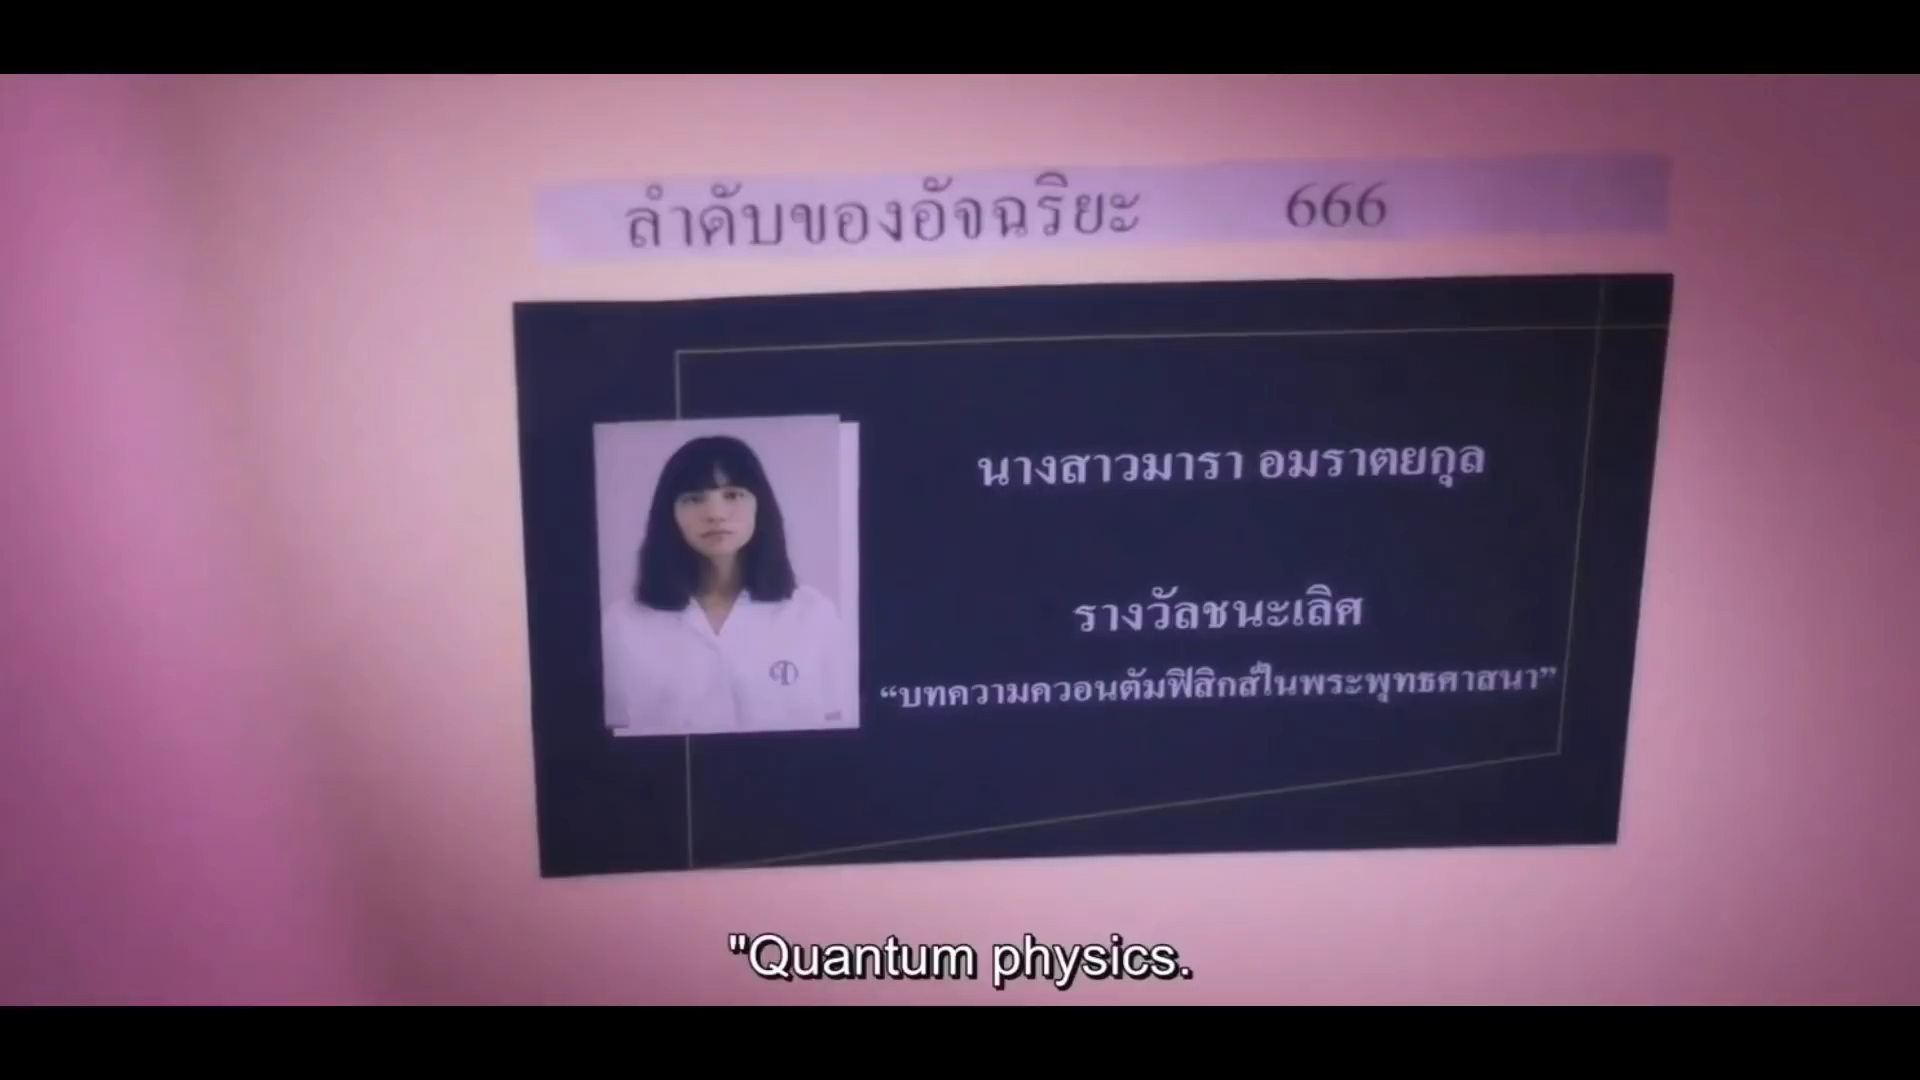 ลำดับของอัจฉริยะ 666
นางสาวมารา อมราตยกุล
รางวัลชนะเลิศ
“บทความควอนตัมฟิสิกส์ในพระพุทธศาสนา”
"Quantum physics.